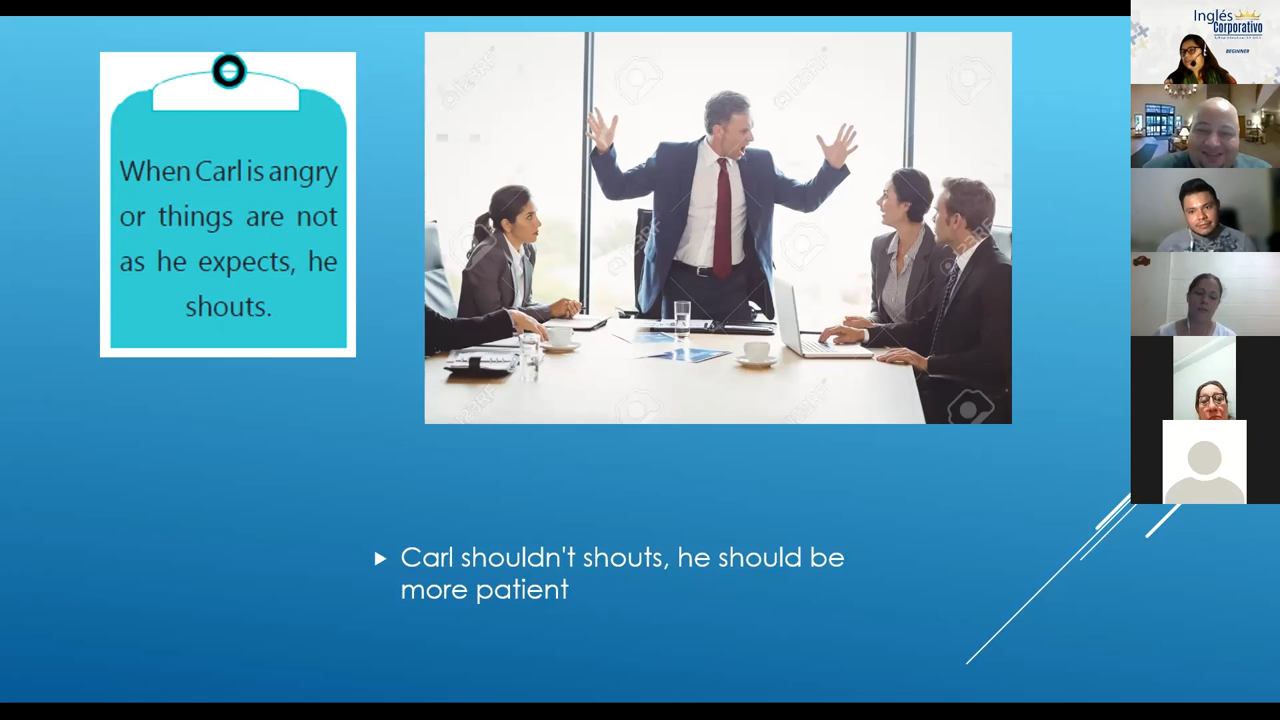 When Carl is angry
or things are not
as he expects, he
shouts.
Carl shouldn't shouts, he should be
more patient
Inglés
Corporativo
BEGINNER